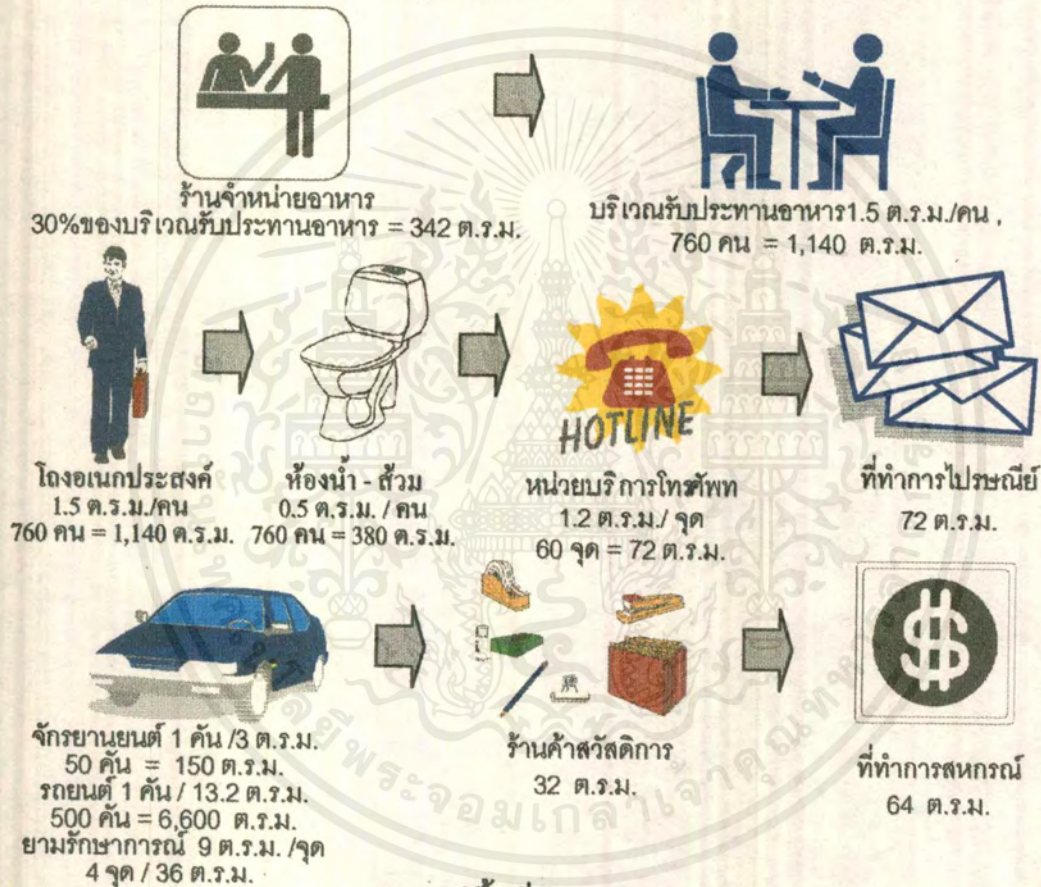 ร้านจำหน่ายอาหาร
30%ของบริเวณรับประทานอาหาร = 342 ต.ร.ม.
บริเวณรับประทานอาหาร1.5 ต.ร.ม./คน ,
760 คน = 1,140 ต.ร.ม.
HOTLINE
โถงอเนกประสงค์
1.5 ต.ร.ม./คน
760 คน = 1,140 ต.ร.ม.
ห้องน้ำ - ส้วม
0.5 ต.ร.ม. / คน
760 คน = 380 ต.ร.ม.
หน่วยบริการโทรศัพท
1.2 ต.ร.ม./ จุด
60 จุด = 72 ต.ร.ม.
ที่ทำการไปรษณีย์
72 ต.ร.ม.
จักรยานยนต์ 1 คัน /3 ต.ร.ม.
50 คัน = 150 ต.ร.ม.
รถยนต์ 1 คัน / 13.2 ต.ร.ม.
500 คัน = 6,600 ต.ร.ม.
ยามรักษาการณ์ 9 ต.ร.ม. /จุด
4 จุด / 36 ต.ร.ม.
ร้านค้าสวัสดิการ
32 ต.ร.ม.
ที่ทำการสหกรณ์
64 ต.ร.ม.